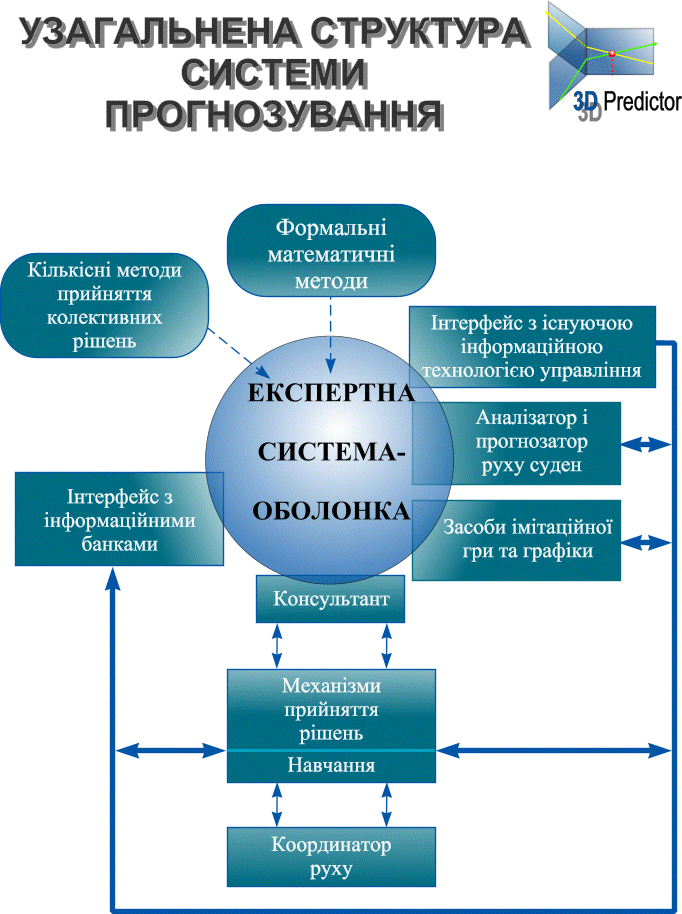 УЗАГАЛЬНЕНА СТРУКТУРА
СИСТЕМИ
ПРОГНОЗУВАННЯ
3D Predictor
3D
Формальні
математичні
методи
Кількісні методи
прийняття
колективних
рішень
Інтерфейс з існуючою
інформаційною
технологією управління
ЕКСПЕРТНА
СИСТЕМА-
ОБОЛОНКА
Аналізатор і
прогнозатор
руху суден
Інтерфейс з
інформаційними
банками
Засоби імітаційної
гри та графіки
Консультант
Механізми
прийняття
рішень
Навчання
Координатор
руху